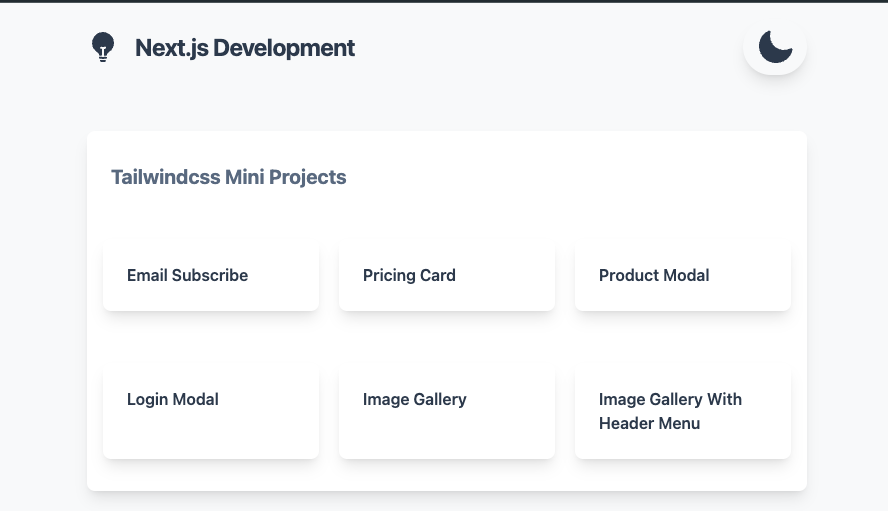 Next.js Development
Tailwindcss Mini Projects
Email Subscribe
Pricing Card
Product Modal
Login Modal
Image Gallery
Image Gallery With
Header Menu